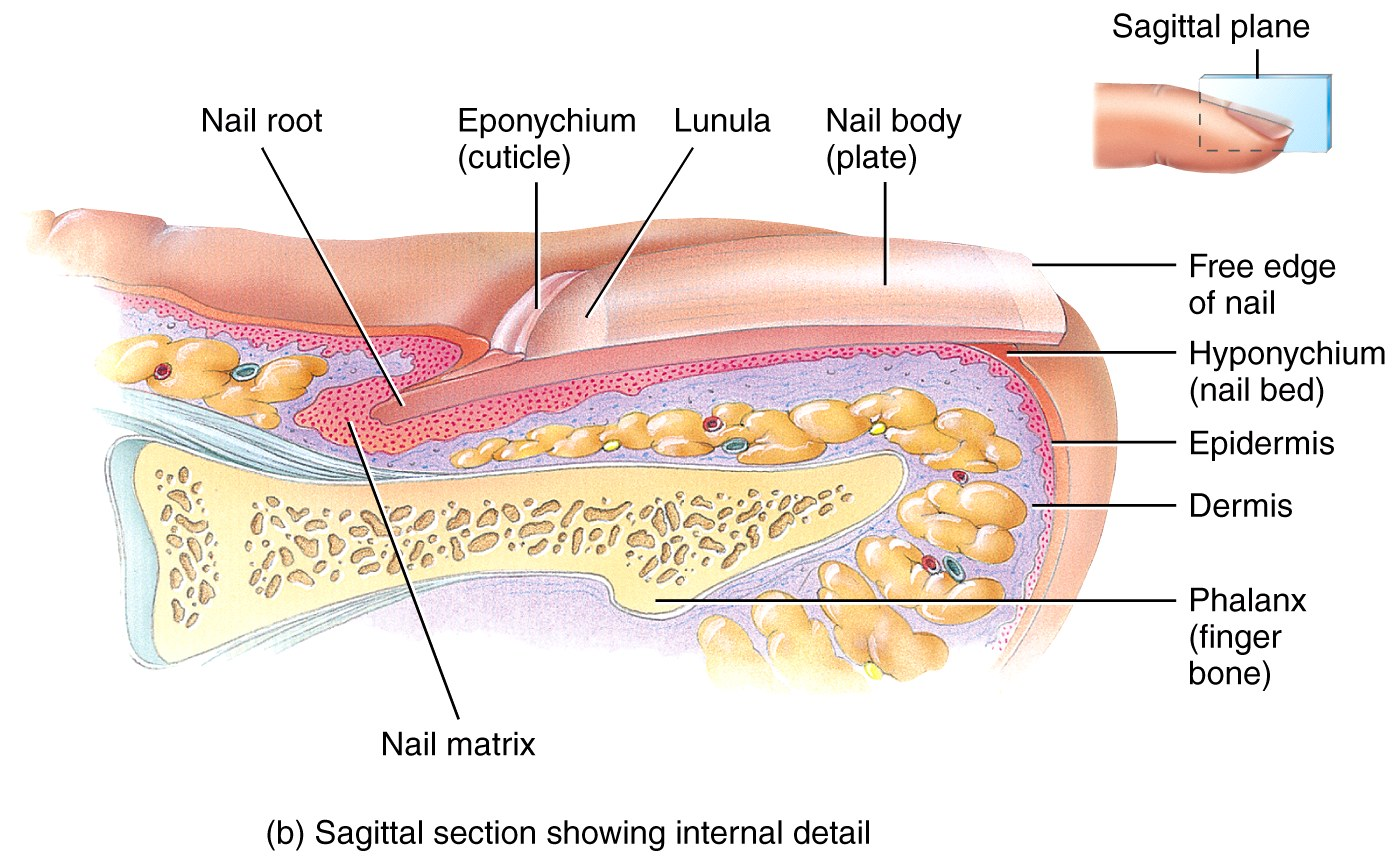 Sagittal plane
Nail root
Eponychium
(cuticle)
Lunula
Nail body
(plate)
Free edge
of nail
Hyponychium
(nail bed)
Epidermis
Dermis
Phalanx
(finger
bone)
Nail matrix
(b) Sagittal section showing internal detail